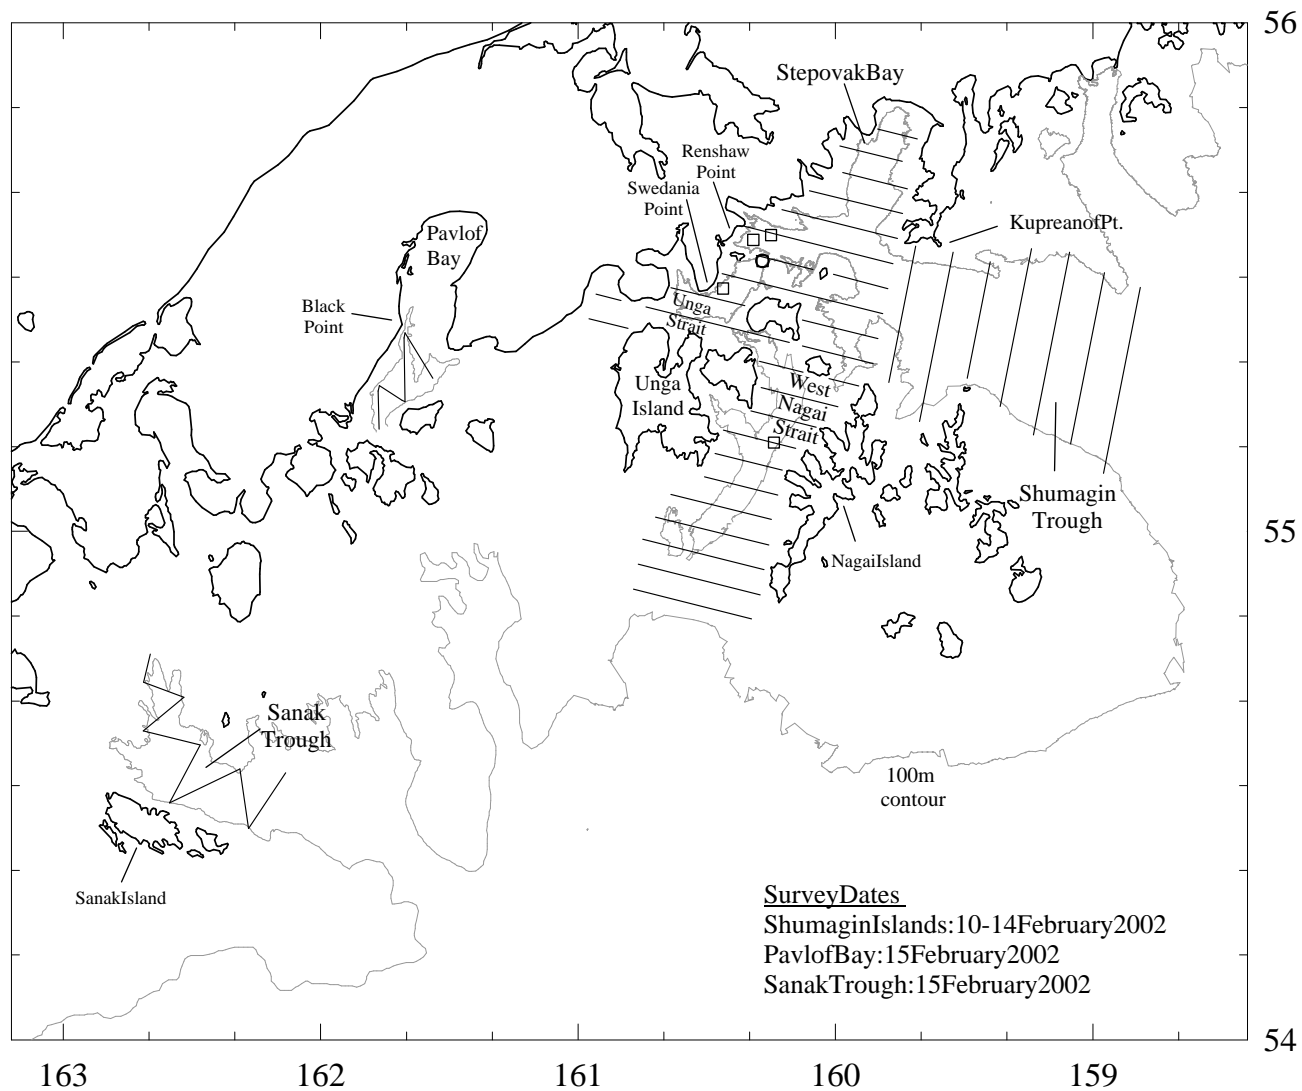 56
StepovakBay
Renshaw
Point
Swedania
Point
KupreanofPt.
Pavlof
Bay
Black
Point
Unga
Strait
Unga
Island
West
Nagai
Strait
Shumagin
Trough
55
NagaiIsland
Sanak
Trough
100m
contour
SanakIsland
SurveyDates
ShumaginIslands:10-14February2002
PavlofBay:15February2002
SanakTrough:15February2002
54
163
162
161
160
159